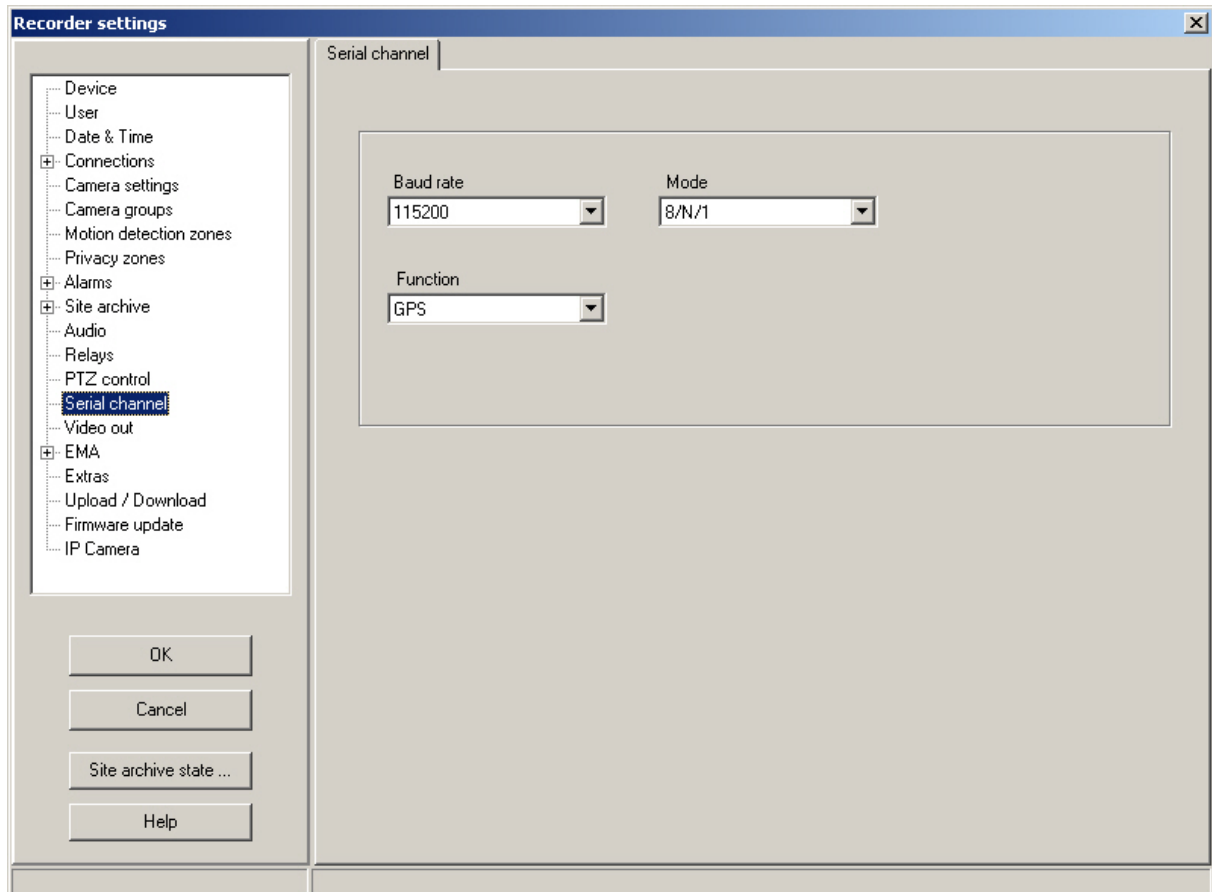 Recorder settings
Serial channel
Device
User
Date & Time
Connections
Camera settings
Camera groups
Motion detection zones
Privacy zones
Alarms
Site archive
Audio
Relays
PTZ control
Serial channel
Video out
EMA
Extras
Upload / Download
Firmware update
IP Camera
OK
Cancel
Site archive state ...
Help
Baud rate
115200
Mode
8/N/1
Function
GPS